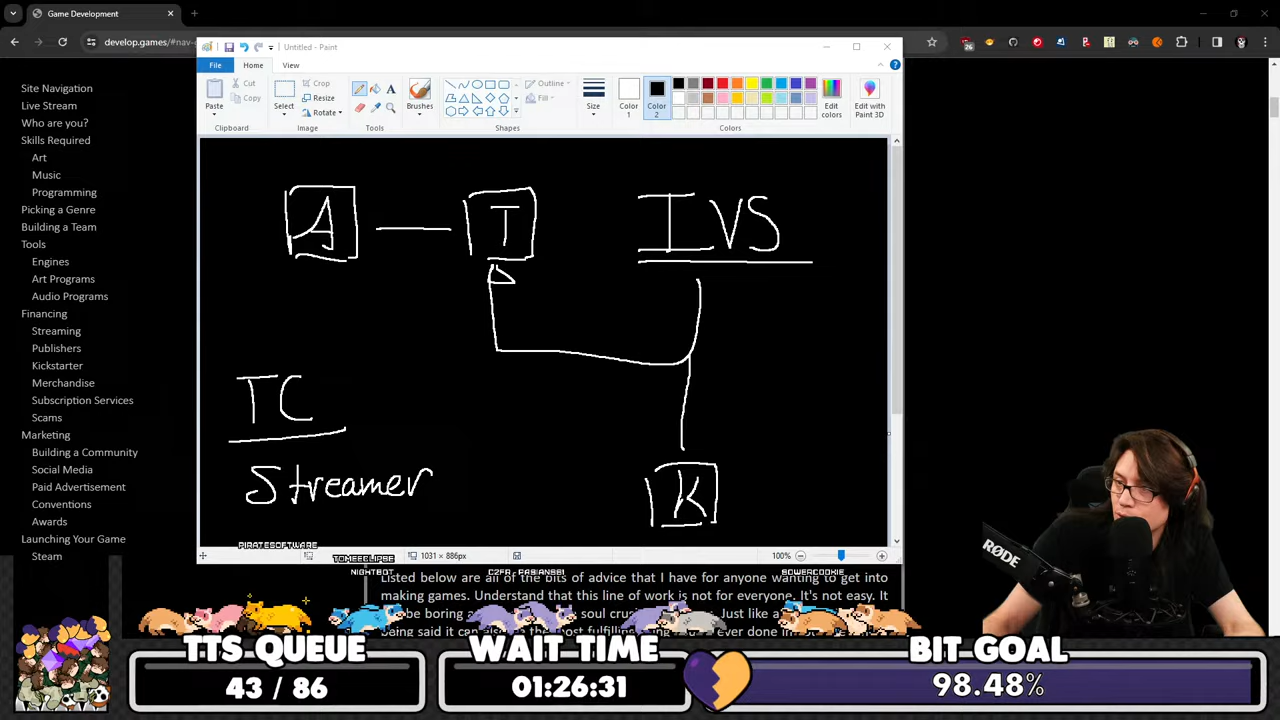 Game Development
develop.games/#nav-
Untitled - Paint
File
Home
View
Paste
Cut
Copy
Clipboard
Select
Crop
Resize
Rotate
Image
Tools
Brushes
Outline
Fill
Shapes
Size
Color
1
Color
2
Edit
colors
Edit with
Paint 3D
Colors
Site Navigation
Live Stream
Who are you?
Skills Required
Art
Music
Programming
Picking a Genre
Building a Team
Tools
Engines
Art Programs
Audio Programs
Financing
Streaming
Publishers
Kickstarter
Merchandise
Subscription Services
Scams
Marketing
Building a Community
Social Media
Paid Advertisement
Conventions
Awards
Launching Your Game
Steam
A
T
IVS
TC
Streamer
K
PIRATESOFTWARE
TOMEECLIPSE
1031 × 886px
100%
NIGHTBOT
Listed below are all of the bits of advice that I have for anyone wanting to get into
making games. Understand that this line of work is not for everyone. It's not easy. It
RØDE
TTS QUEUE
43 / 86
WAIT TIME
01:26:31
BIT GOAL
98.48%